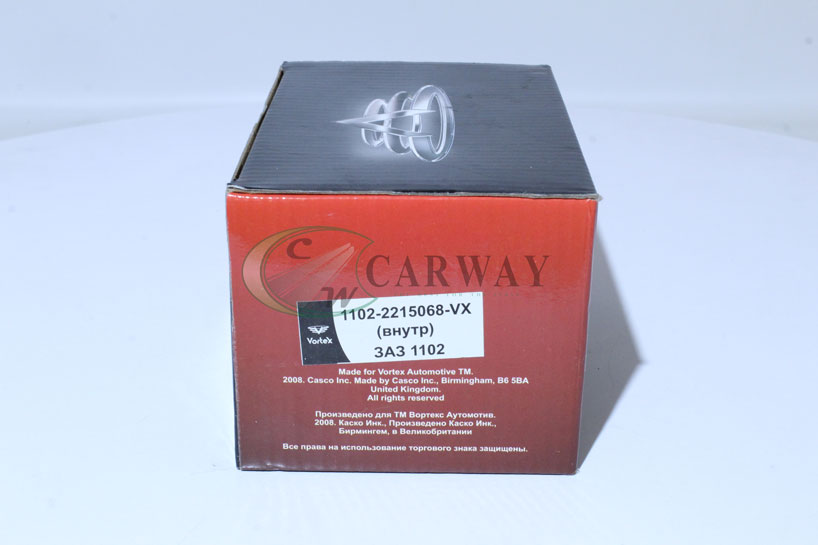 CARWAY
1102-2215068-VX
(внутр)
Vortex
ЗАЗ 1102
Made for Vortex Automotive TM.
2008. Casco Inc. Made by Casco Inc., Birmingham, B6 5BA
United Kingdom.
All rights reserved
Произведено для ТМ Вортекс Аутомотив.
2008. Каско Инк., Произведено Каско Инк.,
Бирмингем, в Великобритании
Все права на использование торгового знака защищены.